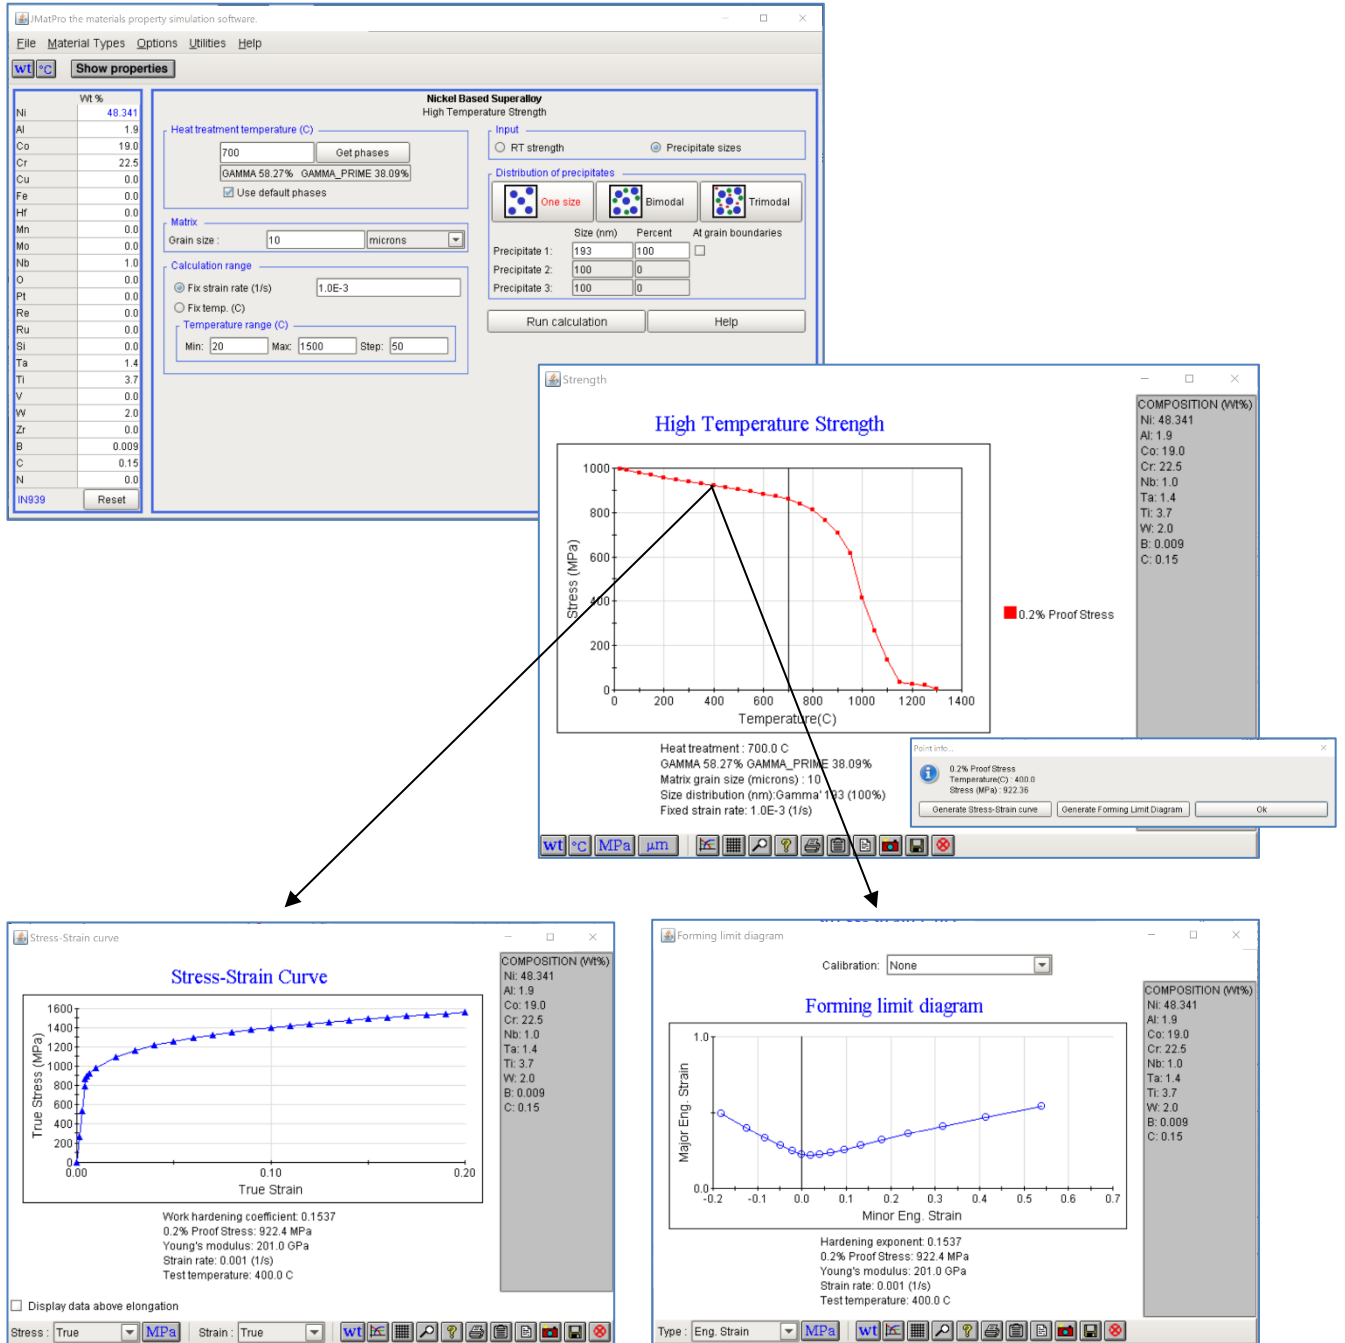 JMatPro the materials property simulation software.
File Material Types Options Utilities Help
wt °C Show properties
Wt %
Ni 48.341
Al 1.9
Co 19.0
Cr 22.5
Cu 0.0
Fe 0.0
Hf 0.0
Mn 0.0
Mo 0.0
Nb 1.0
O 0.0
Pt 0.0
Re 0.0
Ru 0.0
Si 0.0
Ta 1.4
Ti 3.7
V 0.0
W 2.0
Zr 0.0
B 0.009
C 0.15
N 0.0
IN939 Reset
Nickel Based Superalloy
High Temperature Strength
Heat treatment temperature (C)
700 Get phases
GAMMA 58.27% GAMMA_PRIME 38.09%
Use default phases
Matrix
Grain size : 10 microns
Calculation range
Fix strain rate (1/s) 1.0E-3
Fix temp. (C)
Temperature range (C)
Min: 20 Max: 1500 Step: 50
Input
RT strength Precipitate sizes
Distribution of precipitates
One size Bimodal Trimodal
Size (nm) Percent At grain boundaries
Precipitate 1: 193 100
Precipitate 2: 100 0
Precipitate 3: 100 0
Run calculation Help
Strength
High Temperature Strength
1000
800
600
400
200
0
Stress (MPa)
0 200 400 600 800 1000 1200 1400
Temperature(C)
0.2% Proof Stress
Heat treatment : 700.0 C
GAMMA 58.27% GAMMA_PRIME 38.09%
Matrix grain size (microns) : 10
Size distribution (nm):Gamma' 193 (100%)
Fixed strain rate: 1.0E-3 (1/s)
COMPOSITION (Wt%)
Ni: 48.341
Al: 1.9
Co: 19.0
Cr: 22.5
Nb: 1.0
Ta: 1.4
Ti: 3.7
W: 2.0
B: 0.009
C: 0.15
wt °C MPa µm
Point info...
0.2% Proof Stress
Temperature(C) : 400.0
Stress (MPa) : 922.36
Generate Stress-Strain curve Generate Forming Limit Diagram Ok
Stress-Strain curve
Stress-Strain Curve
1600
1400
1200
1000
800
600
400
200
0
True Stress (MPa)
0.00 0.10 0.20
True Strain
Work hardening coefficient: 0.1537
0.2% Proof Stress: 922.4 MPa
Young's modulus: 201.0 GPa
Strain rate: 0.001 (1/s)
Test temperature: 400.0 C
COMPOSITION (Wt%)
Ni: 48.341
Al: 1.9
Co: 19.0
Cr: 22.5
Nb: 1.0
Ta: 1.4
Ti: 3.7
W: 2.0
B: 0.009
C: 0.15
Display data above elongation
Stress : True MPa Strain : True wt
Forming limit diagram
Calibration: None
Forming limit diagram
1.0
0.0
Major Eng. Strain
-0.2 -0.1 0.0 0.1 0.2 0.3 0.4 0.5 0.6 0.7
Minor Eng. Strain
Hardening exponent: 0.1537
0.2% Proof Stress: 922.4 MPa
Young's modulus: 201.0 GPa
Strain rate: 0.001 (1/s)
Test temperature: 400.0 C
COMPOSITION (Wt%)
Ni: 48.341
Al: 1.9
Co: 19.0
Cr: 22.5
Nb: 1.0
Ta: 1.4
Ti: 3.7
W: 2.0
B: 0.009
C: 0.15
Type : Eng. Strain MPa wt